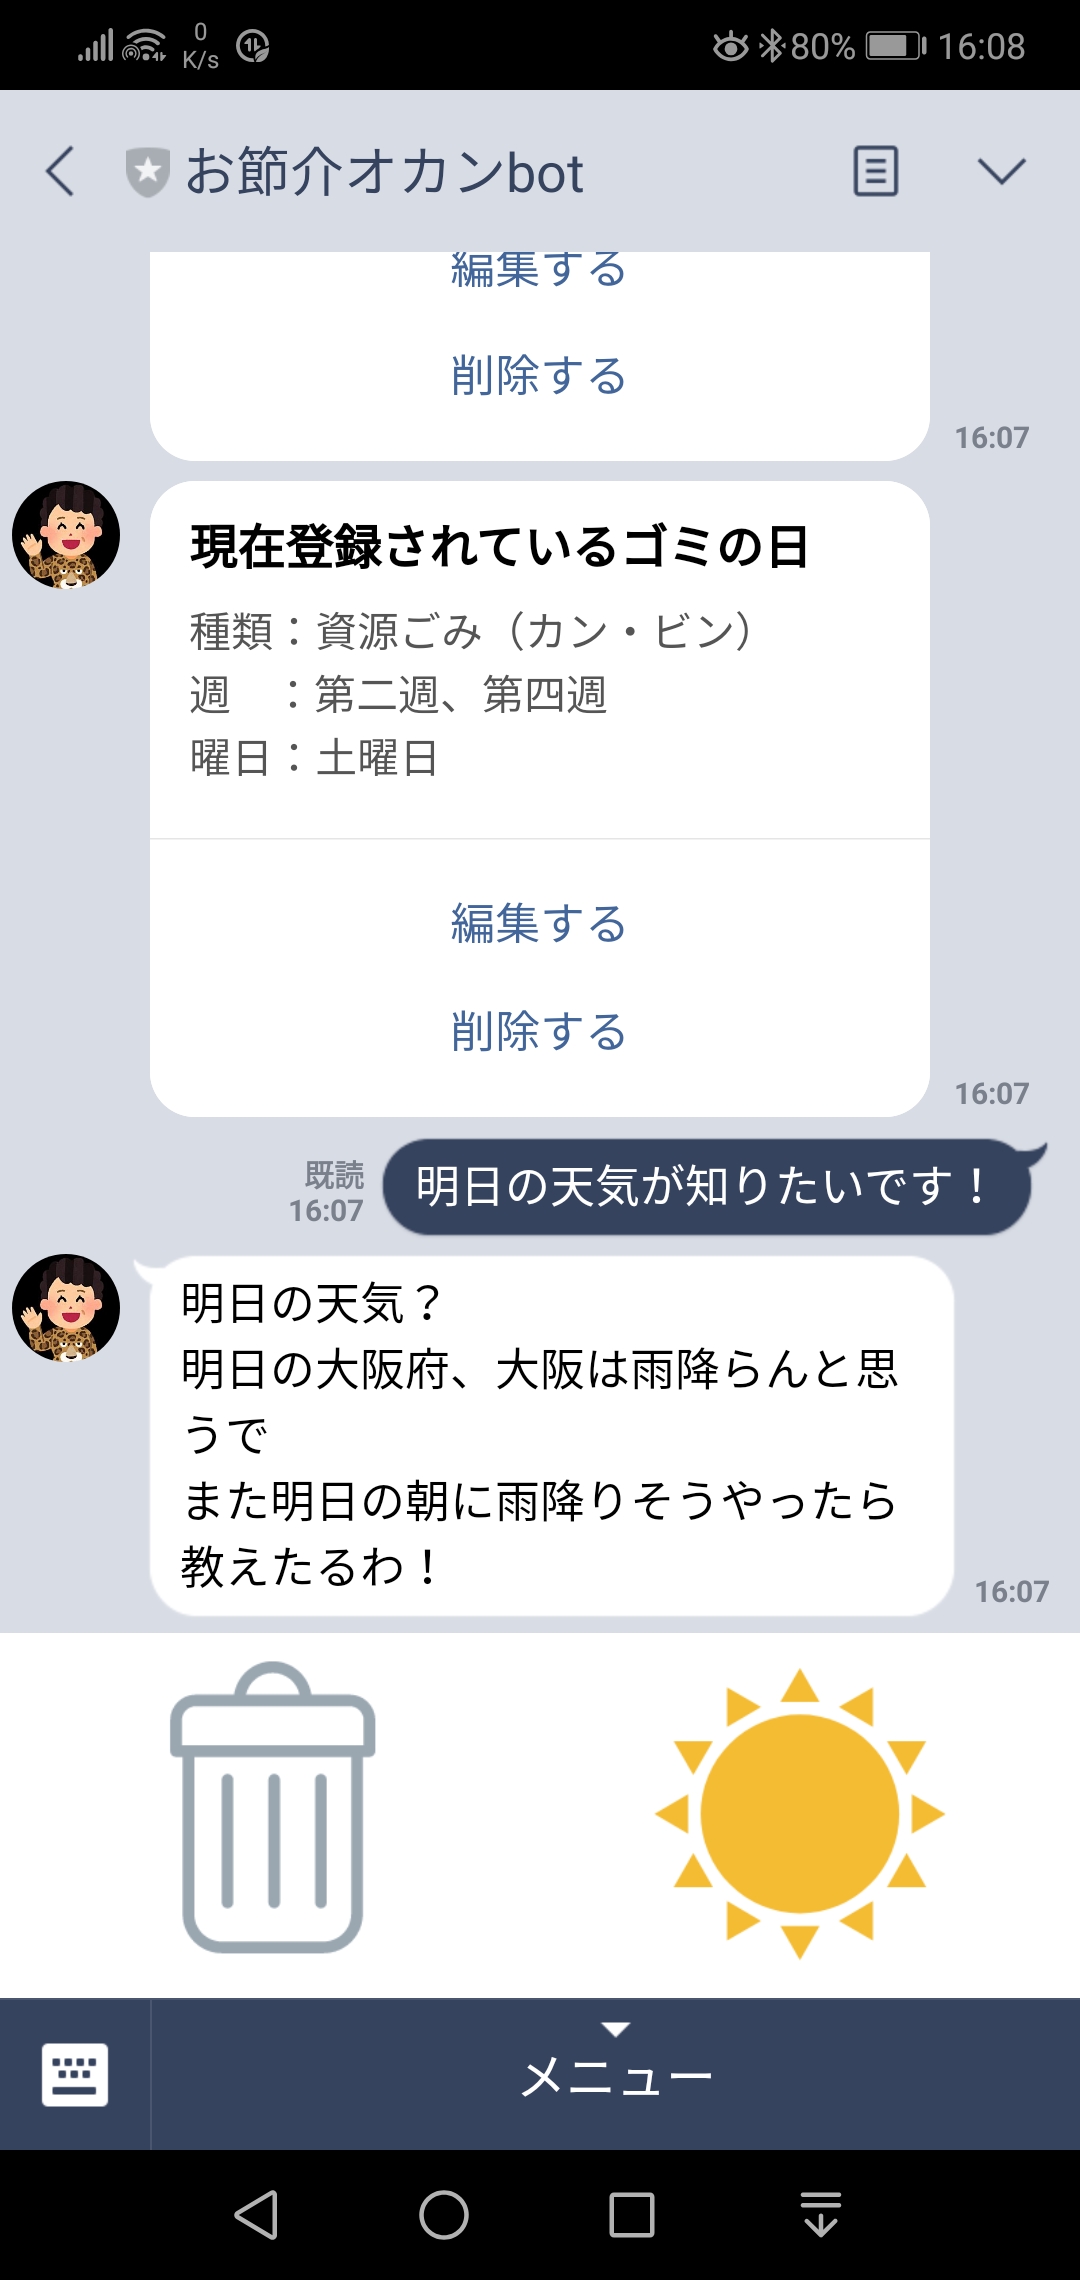 0
K/s
80%
16:08
お節介オカンbot
編集する
削除する
16:07
現在登録されているゴミの日
種類：資源ごみ（カン・ビン）
週　：第二週、第四週
曜日：土曜日
編集する
削除する
16:07
既読
16:07
明日の天気が知りたいです！
明日の天気？
明日の大阪府、大阪は雨降らんと思
うで
また明日の朝に雨降りそうやったら
教えたるわ！
16:07
メニュー